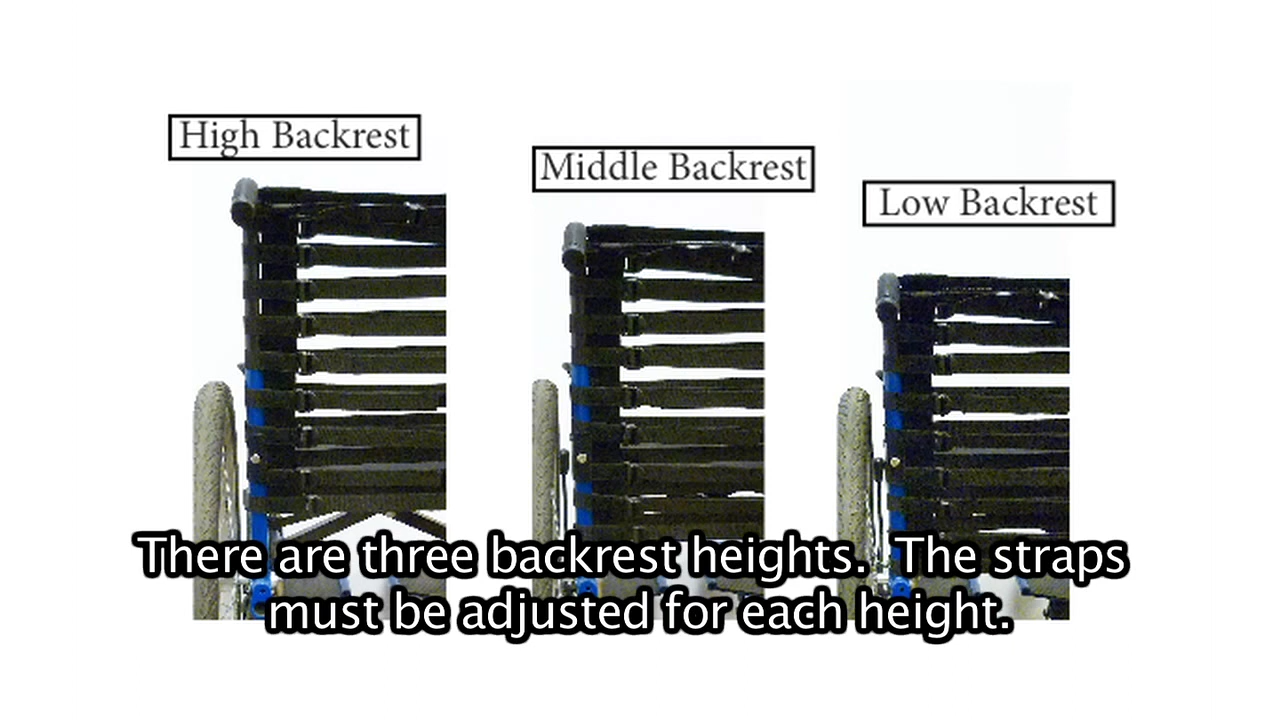 High Backrest
Middle Backrest
Low Backrest
There are three backrest heights.  The straps
must be adjusted for each height.